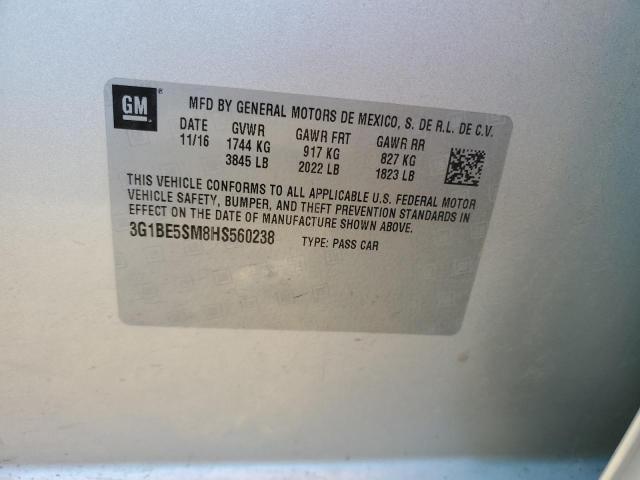 GM ®
MFD BY GENERAL MOTORS DE MEXICO, S. DE R.L. DE C.V.
DATE GVWR GAWR FRT GAWR RR
11/16 1744 KG 917 KG 827 KG
3845 LB 2022 LB 1823 LB
THIS VEHICLE CONFORMS TO ALL APPLICABLE U.S. FEDERAL MOTOR
VEHICLE SAFETY, BUMPER, AND THEFT PREVENTION STANDARDS IN
EFFECT ON THE DATE OF MANUFACTURE SHOWN ABOVE.
3G1BE5SM8HS560238 TYPE: PASS CAR